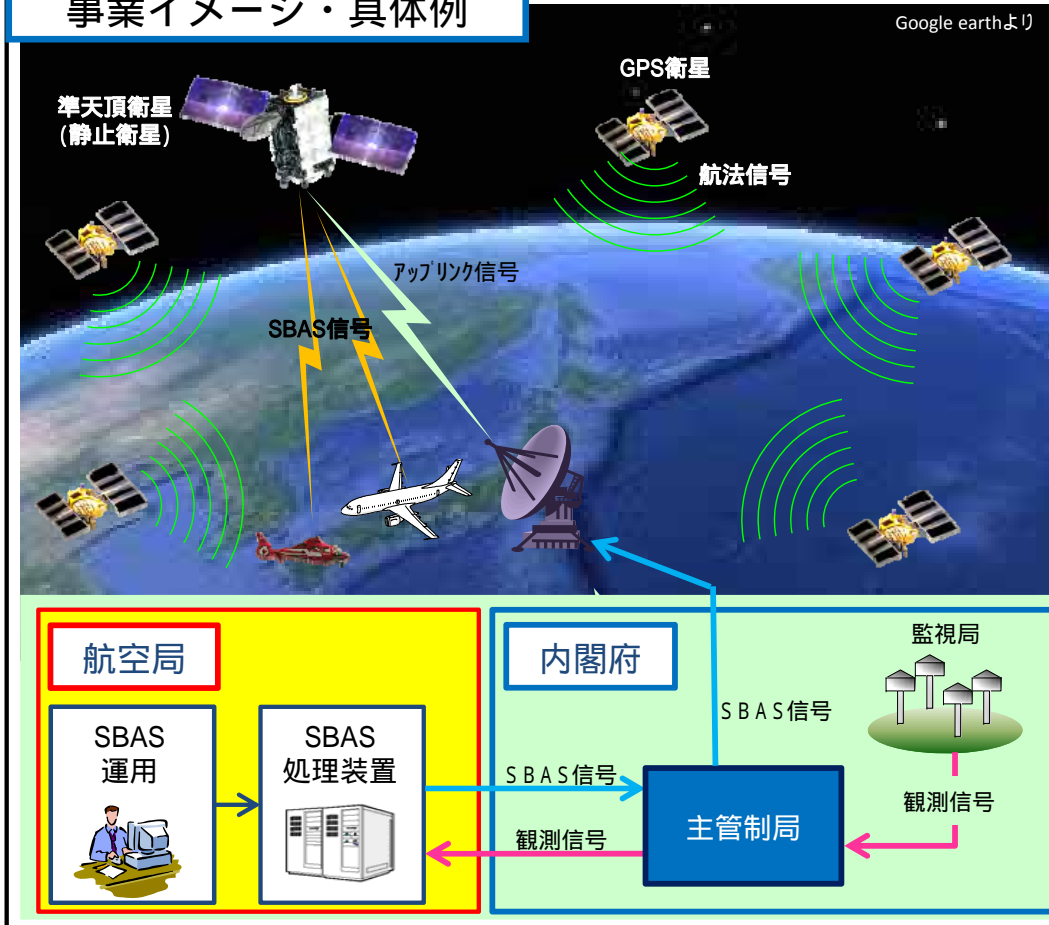 事業イメージ・具体例
Google earthより
GPS衛星
準天頂衛星
(静止衛星)
航法信号
ｱｯﾌﾟﾘﾝｸ信号
SBAS信号
航空局
内閣府
監視局
ＳＢＡＳ信号
SBAS
運用
SBAS
処理装置
ＳＢＡＳ信号
主管制局
観測信号
観測信号